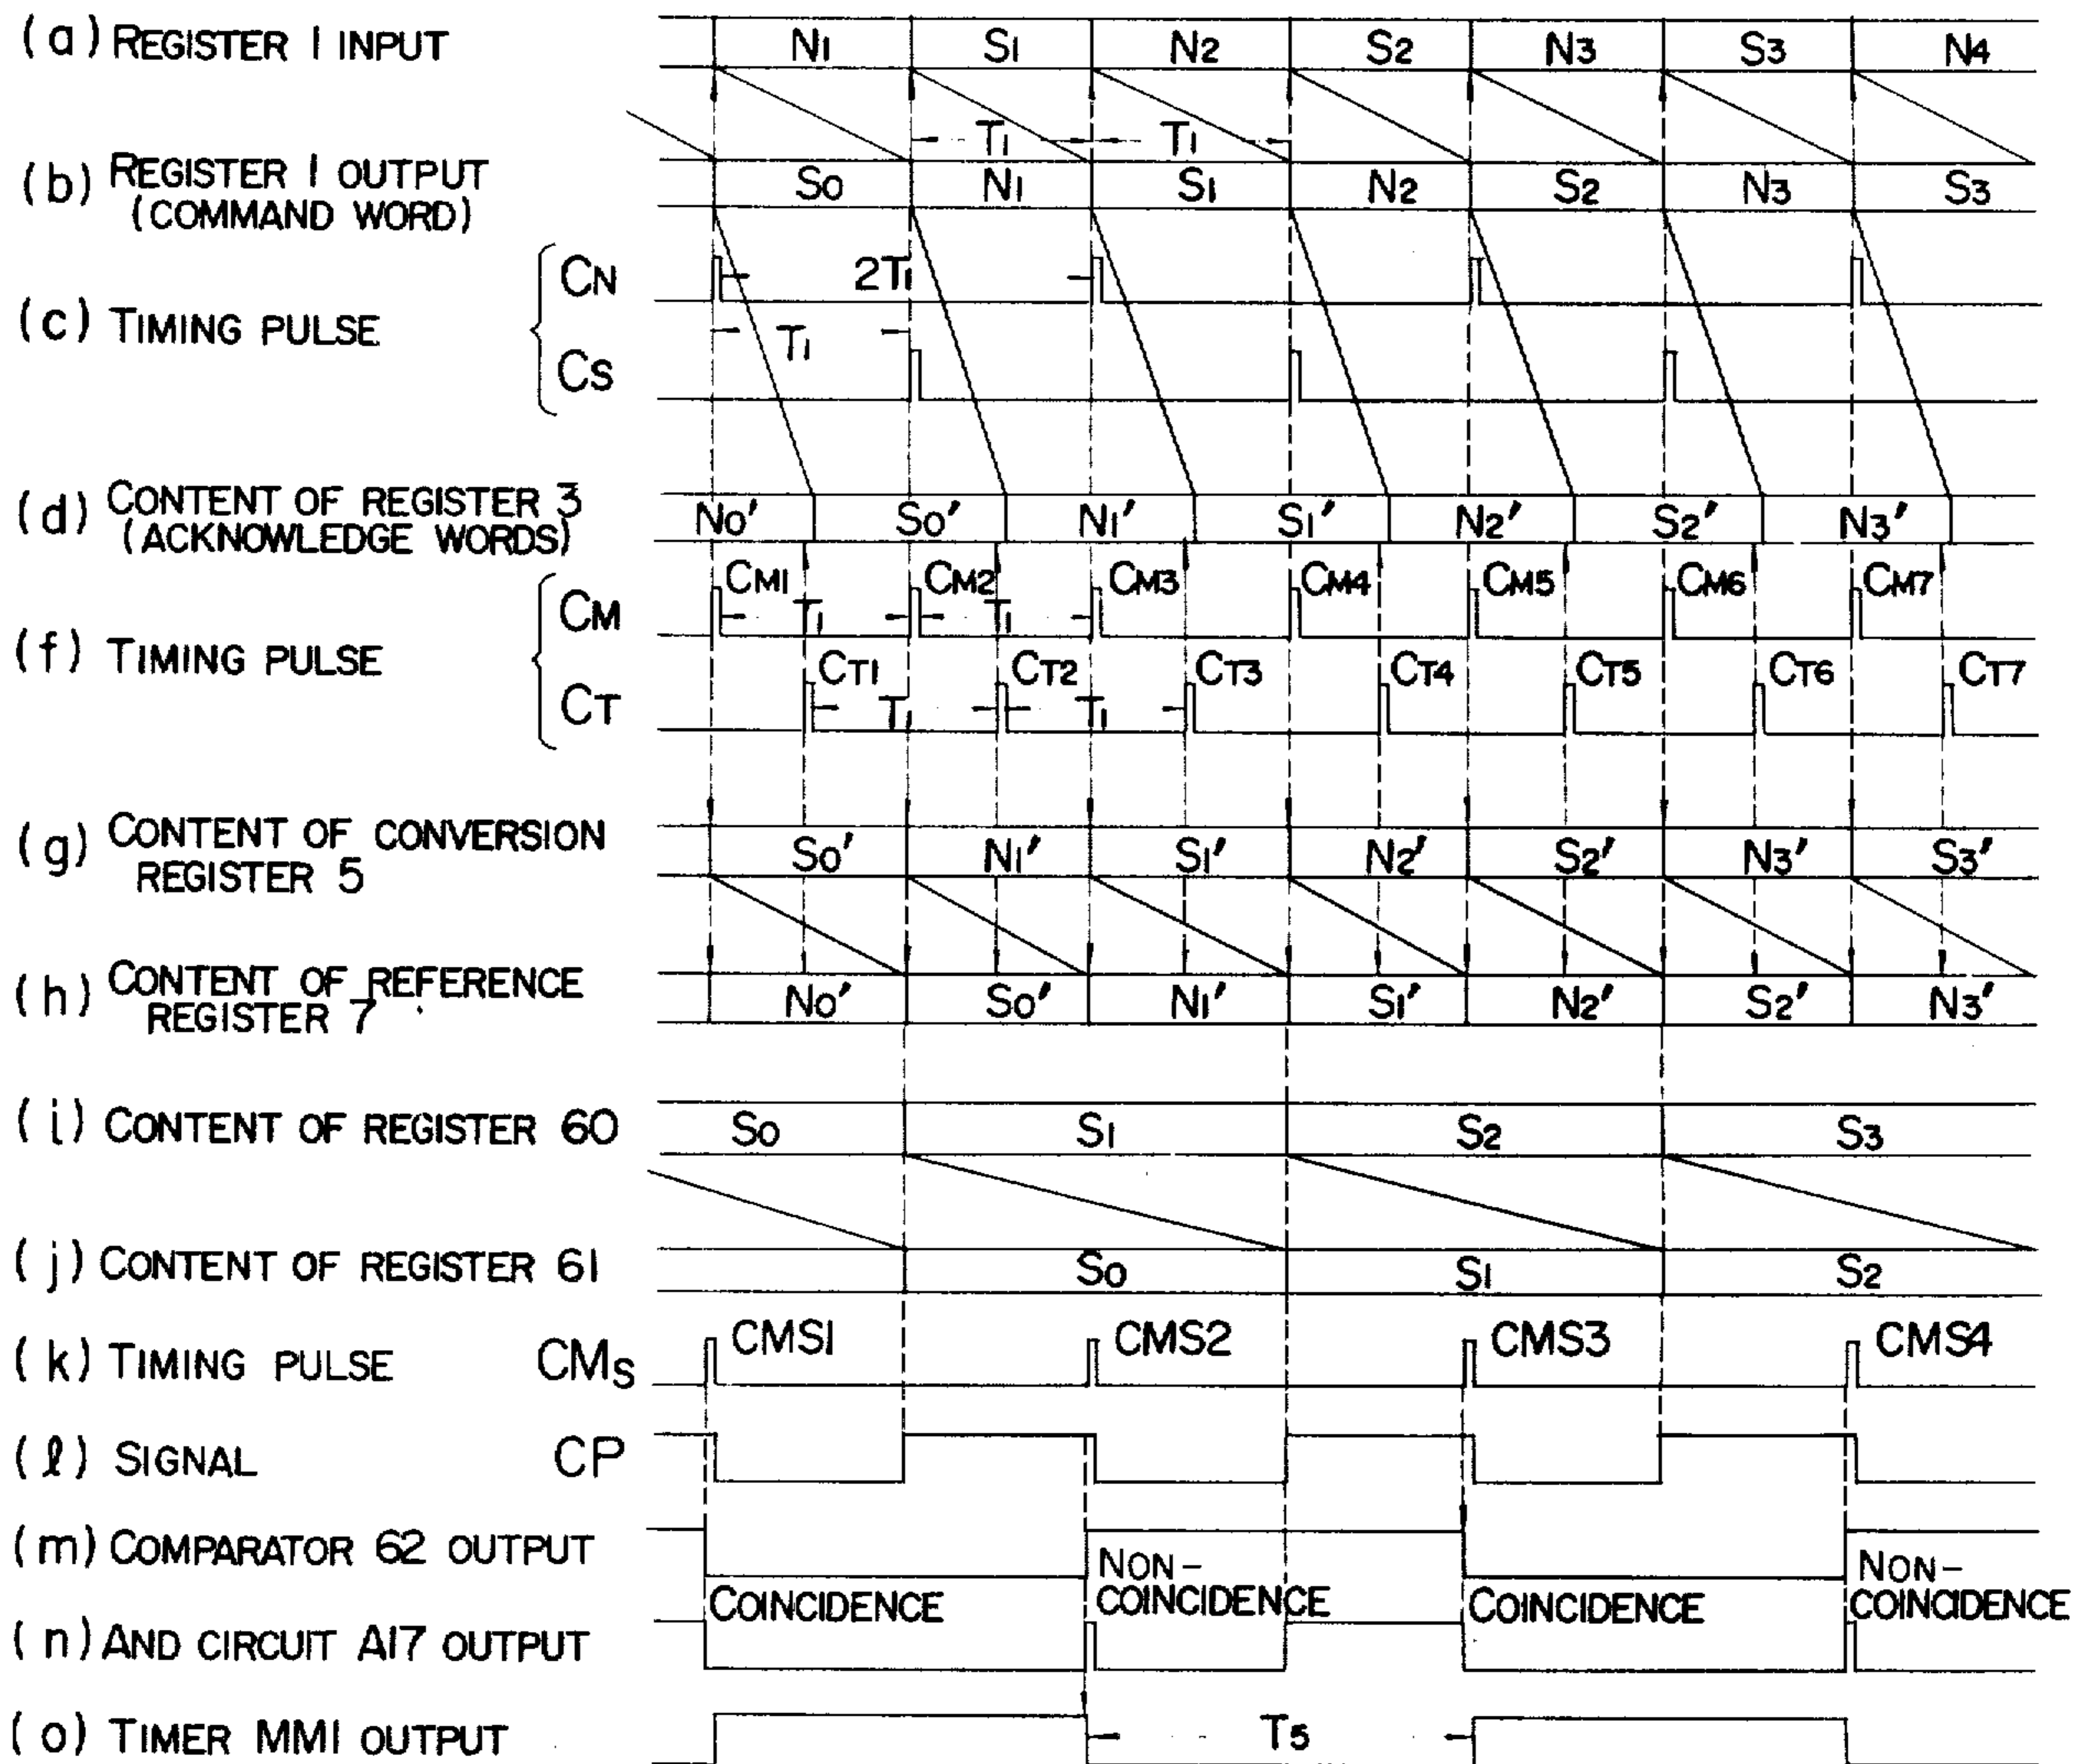 (a) REGISTER 1 INPUT N1 S1 N2 S2 N3 S3 N4
T1 T1
(b) REGISTER 1 OUTPUT
(COMMAND WORD) S0 N1 S1 N2 S2 N3 S3
(c) TIMING PULSE
CN 2T1
T1
CS
(d) CONTENT OF REGISTER 3
(ACKNOWLEDGE WORDS) N0' S0' N1' S1' N2' S2' N3'
(f) TIMING PULSE
CM CM1 CM2 CM3 CM4 CM5 CM6 CM7
T1 T1
CT CT1 CT2 CT3 CT4 CT5 CT6 CT7
T1 T1
(g) CONTENT OF CONVERSION
REGISTER 5 S0' N1' S1' N2' S2' N3' S3'
(h) CONTENT OF REFERENCE
REGISTER 7 N0' S0' N1' S1' N2' S2' N3'
(i) CONTENT OF REGISTER 60 S0 S1 S2 S3
(j) CONTENT OF REGISTER 61 S0 S1 S2
(k) TIMING PULSE CMS CMS1 CMS2 CMS3 CMS4
(l) SIGNAL CP
(m) COMPARATOR 62 OUTPUT
COINCIDENCE NON-
COINCIDENCE COINCIDENCE NON-
COINCIDENCE
(n) AND CIRCUIT A17 OUTPUT
(o) TIMER MM1 OUTPUT T5